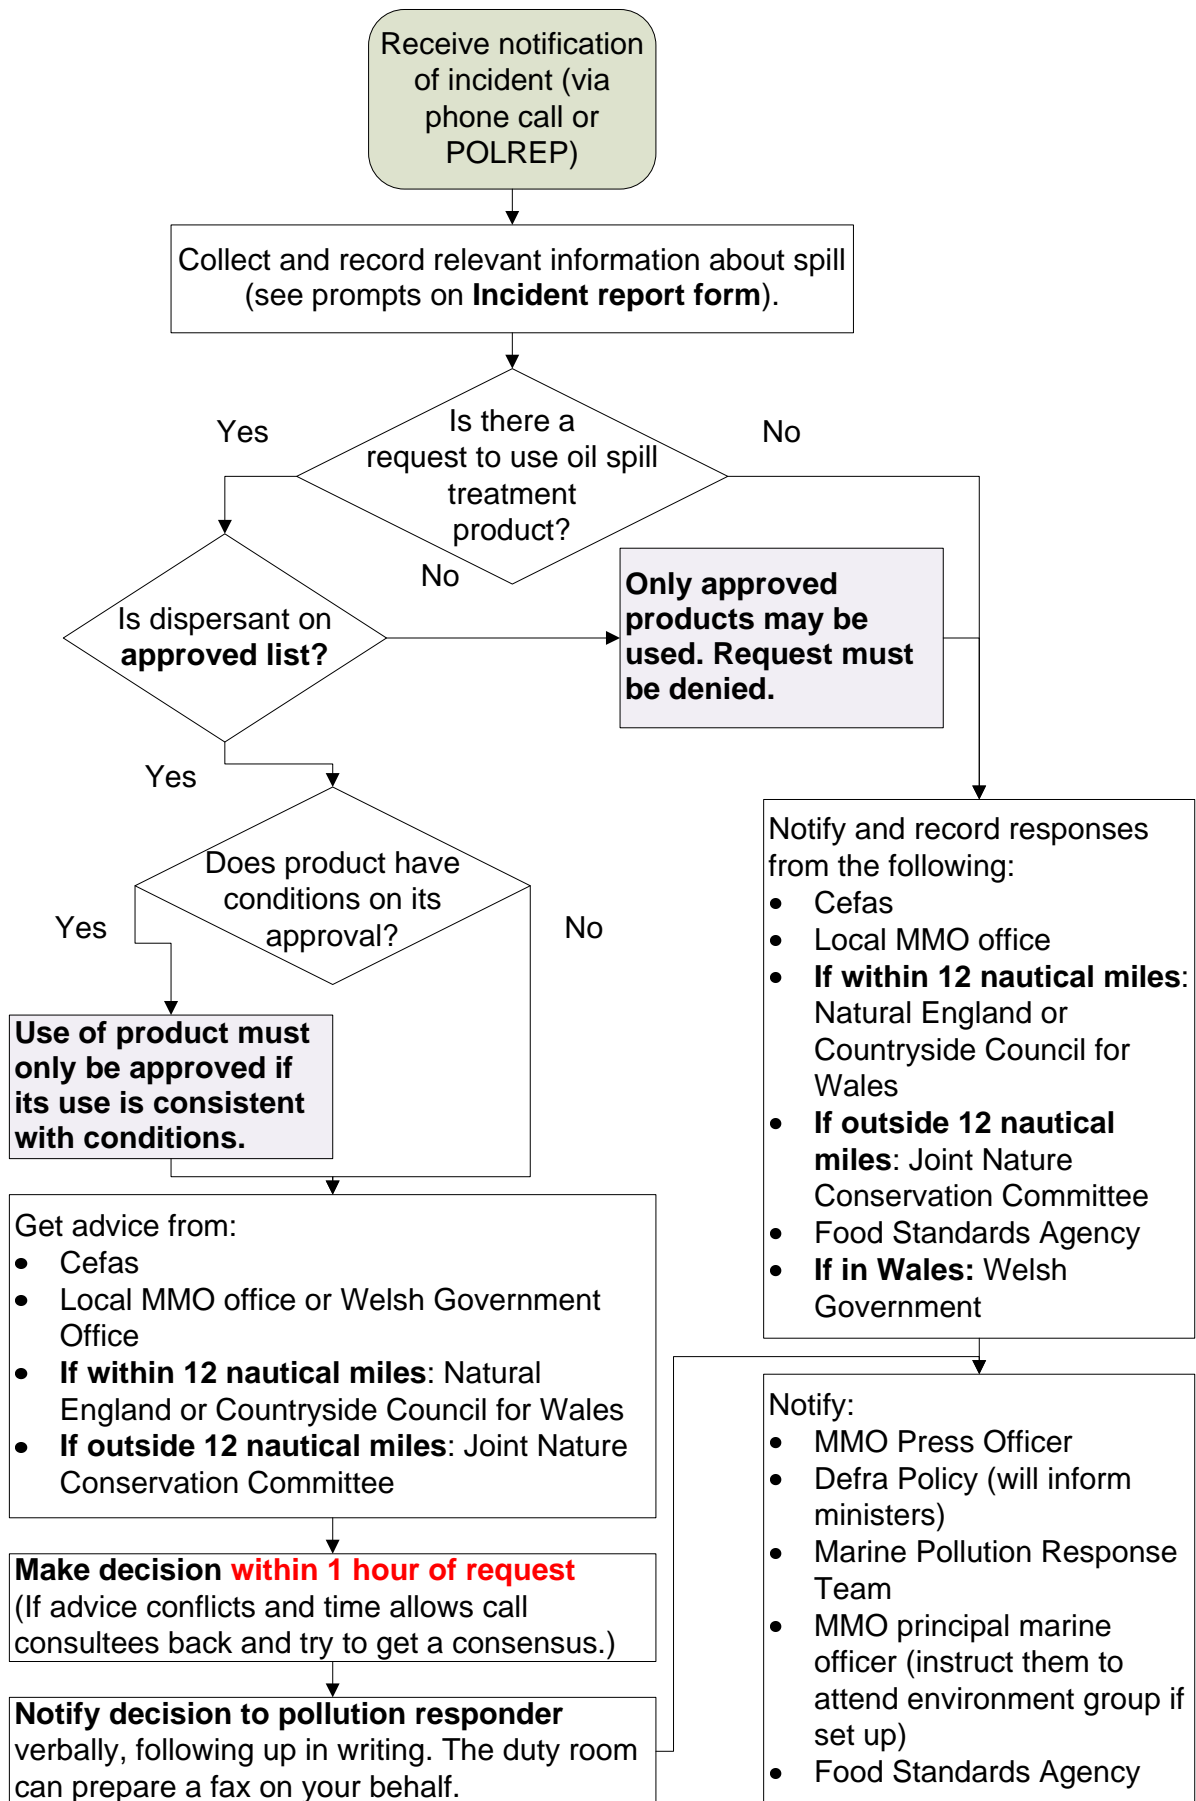 Receive notification
of incident (via
phone call or
POLREP)
Collect and record relevant information about spill
(see prompts on Incident report form).
Is there a
request to use oil spill
treatment
product?
Yes
No
Is dispersant on
approved list?
No
Only approved
products may be
used. Request must
be denied.
Yes
Does product have
conditions on its
approval?
Yes
No
Use of product must
only be approved if
its use is consistent
with conditions.
Get advice from:
• Cefas
• Local MMO office or Welsh Government
Office
• If within 12 nautical miles: Natural
England or Countryside Council for Wales
• If outside 12 nautical miles: Joint Nature
Conservation Committee
Make decision within 1 hour of request
(If advice conflicts and time allows call
consultees back and try to get a consensus.)
Notify decision to pollution responder
verbally, following up in writing. The duty room
can prepare a fax on your behalf.
Notify and record responses
from the following:
• Cefas
• Local MMO office
• If within 12 nautical miles:
Natural England or
Countryside Council for
Wales
• If outside 12 nautical
miles: Joint Nature
Conservation Committee
• Food Standards Agency
• If in Wales: Welsh
Government
Notify:
• MMO Press Officer
• Defra Policy (will inform
ministers)
• Marine Pollution Response
Team
• MMO principal marine
officer (instruct them to
attend environment group if
set up)
• Food Standards Agency